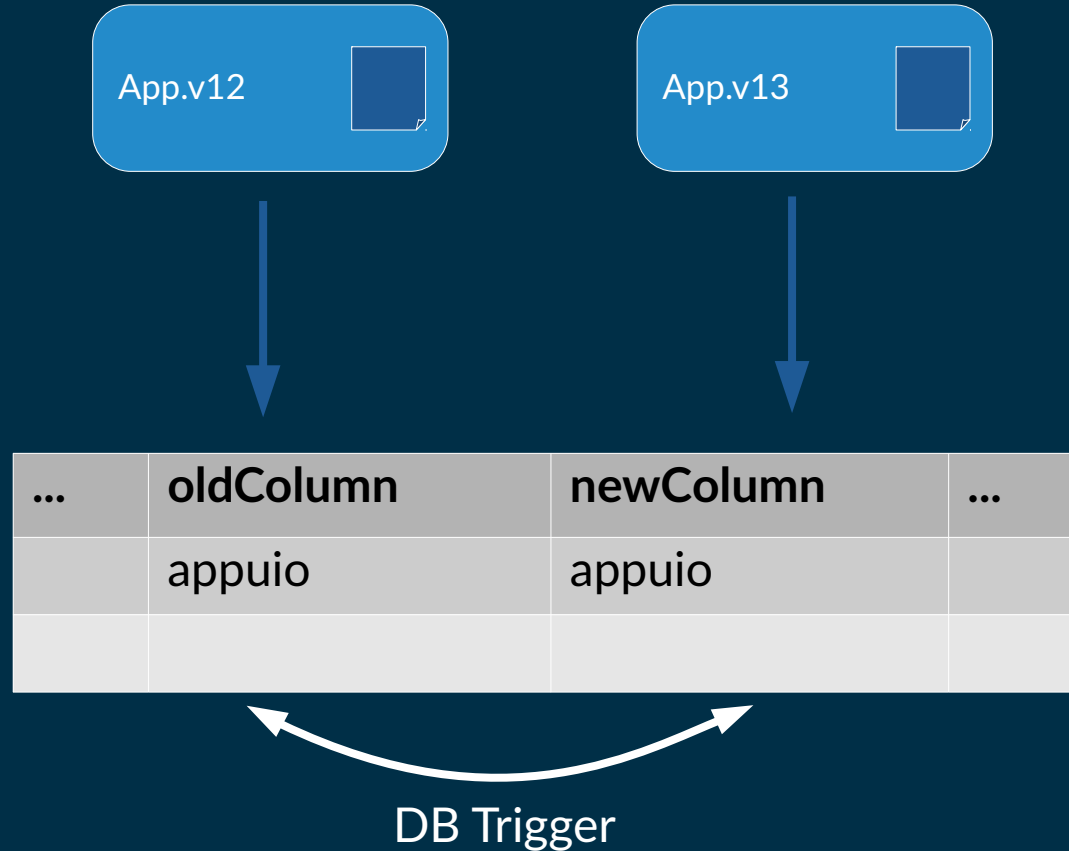 App.v12
App.v13
... oldColumn newColumn ...
appuio appuio
DB Trigger